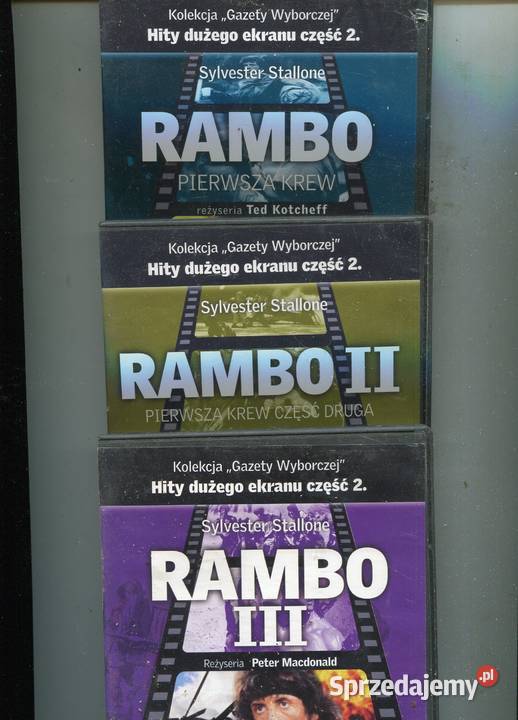 Kolekcja „Gazety Wyborczej”
Hity dużego ekranu część 2.
Sylvester Stallone
RAMBO
PIERWSZA KREW
reżyseria Ted Kotcheff
Kolekcja „Gazety Wyborczej”
Hity dużego ekranu część 2.
Sylvester Stallone
RAMBO II
PIERWSZA KREW CZĘŚĆ DRUGA
Kolekcja „Gazety Wyborczej”
Hity dużego ekranu część 2.
Sylvester Stallone
RAMBO
III
Reżyseria Peter Macdonald
Sprzedajemy.pl